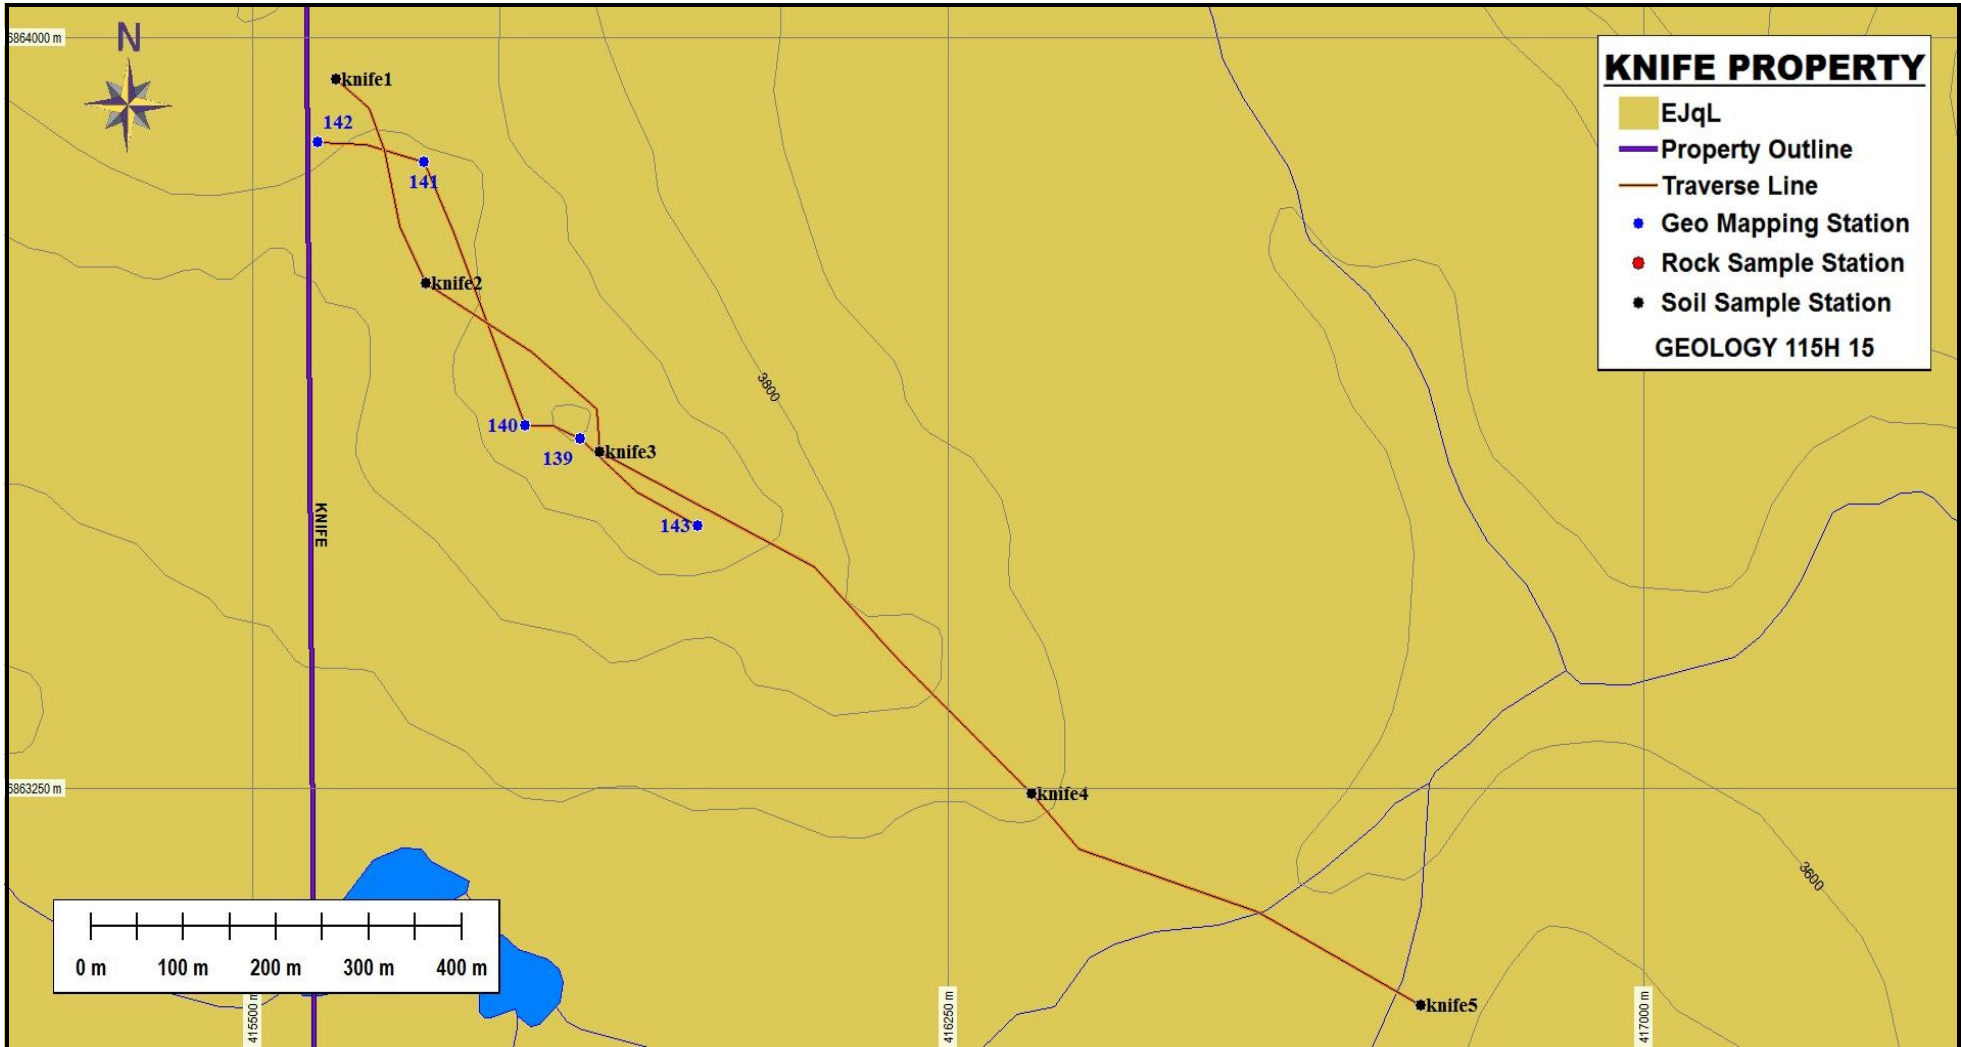 6864000 m
N
KNIFE PROPERTY
EJqL
Property Outline
Traverse Line
Geo Mapping Station
Rock Sample Station
Soil Sample Station
GEOLOGY 115H 15
knife1
142
141
knife2
3800
140
139
knife3
KNIFE
143
6863250 m
knife4
3600
0 m 100 m 200 m 300 m 400 m
knife5
415500 m
4162500 m
417000 m